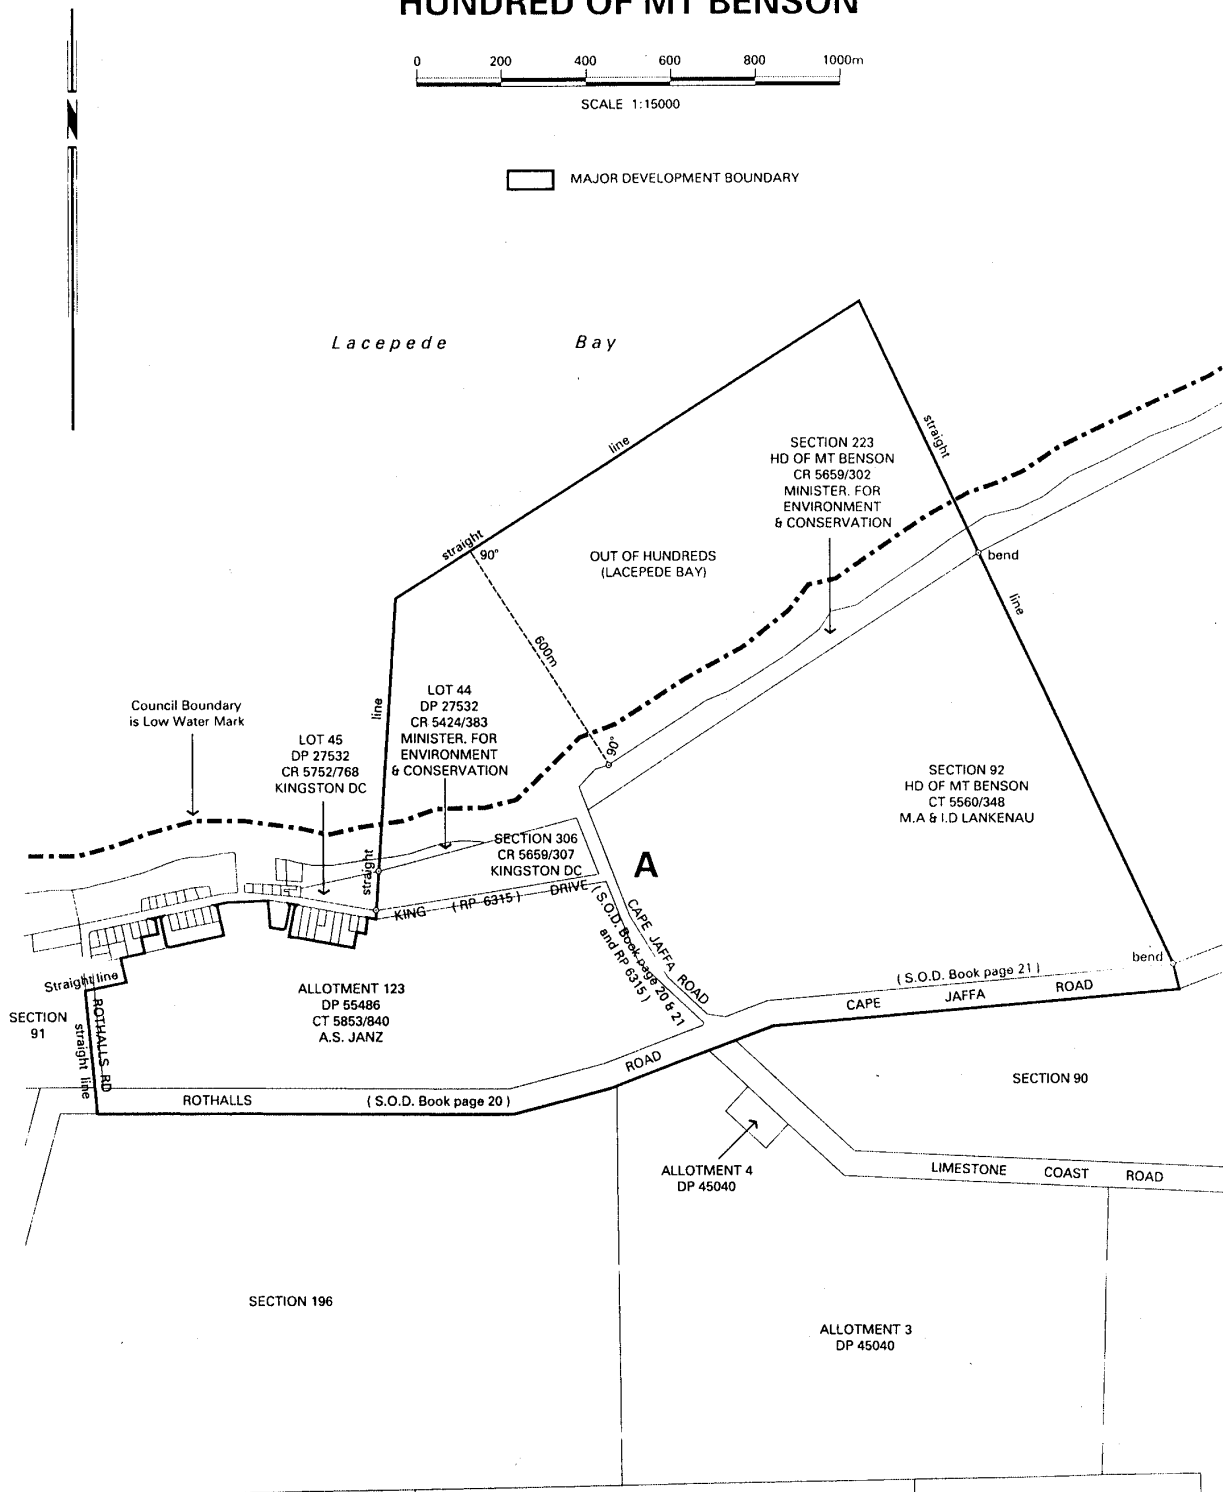 HUNDRED OF MT BENSON
0 200 400 600 800 1000m
SCALE 1:15000
N
MAJOR DEVELOPMENT BOUNDARY
Lacepede Bay
straight
line
straight
90°
SECTION 223
HD OF MT BENSON
CR 5659/302
MINISTER. FOR
ENVIRONMENT
& CONSERVATION
OUT OF HUNDREDS
(LACEPEDE BAY)
bend
line
600m
90°
line
straight
Council Boundary
is Low Water Mark
LOT 45
DP 27532
CR 5752/768
KINGSTON DC
LOT 44
DP 27532
CR 5424/383
MINISTER. FOR
ENVIRONMENT
& CONSERVATION
SECTION 92
HD OF MT BENSON
CT 5560/348
M.A & I.D LANKENAU
SECTION 306
CR 5659/307
KINGSTON DC
A
KING ( RP 6315 ) DRIVE
CAPE JAFFA ROAD
( S.O.D. Book page 20 & 21
and RP 6315 )
bend
( S.O.D. Book page 21 )
CAPE JAFFA ROAD
Straight line
SECTION
91
ROTHALLS RD
straight line
ALLOTMENT 123
DP 55486
CT 5853/840
A.S. JANZ
ROTHALLS ( S.O.D. Book page 20 ) ROAD
SECTION 90
ALLOTMENT 4
DP 45040
LIMESTONE COAST ROAD
SECTION 196
ALLOTMENT 3
DP 45040